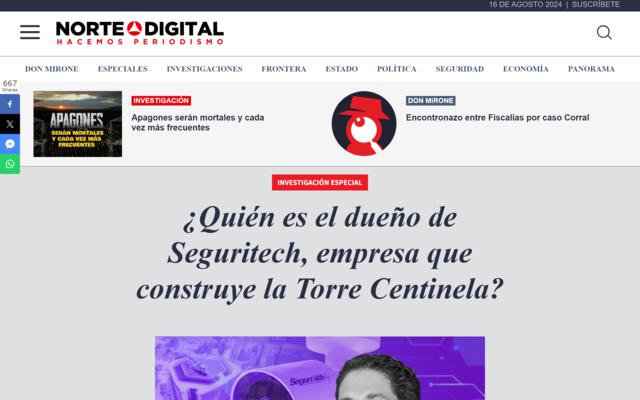 16 DE AGOSTO 2024 | SUSCRÍBETE
NORTE DIGITAL
HACEMOS PERIODISMO
DON MIRONE ESPECIALES INVESTIGACIONES FRONTERA ESTADO POLÍTICA SEGURIDAD ECONOMÍA PANORAMA
667
Shares
APAGONES
SERÁN MORTALES
Y CADA VEZ MÁS
FRECUENTES
INVESTIGACIÓN
Apagones serán mortales y cada
vez más frecuentes
DON MIRONE
Encontronazo entre Fiscalías por caso Corral
INVESTIGACIÓN ESPECIAL
¿Quién es el dueño de
Seguritech, empresa que
construye la Torre Centinela?
Seguritech